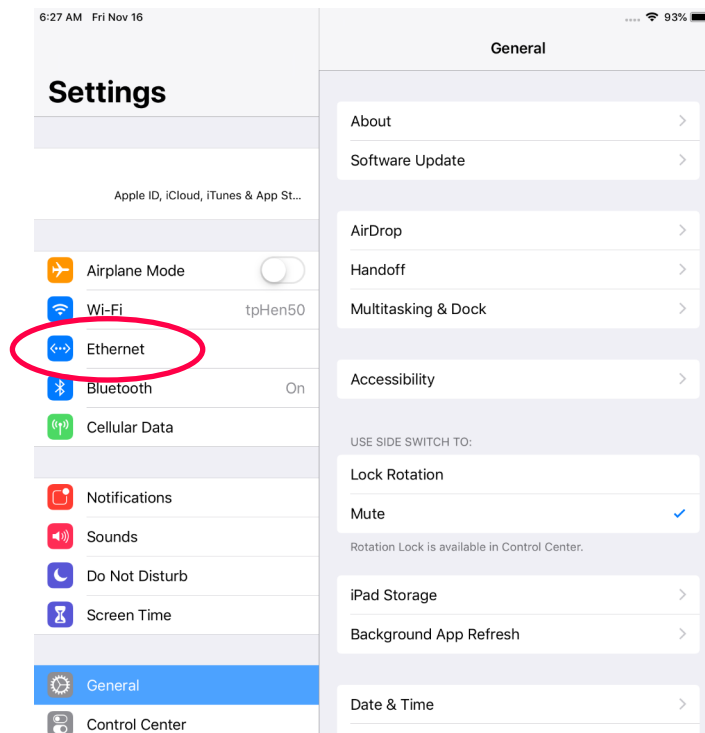 6:27 AM Fri Nov 16
93%
Settings
Apple ID, iCloud, iTunes & App St...
Airplane Mode
Wi-Fi tpHen50
Ethernet
Bluetooth On
Cellular Data
Notifications
Sounds
Do Not Disturb
Screen Time
General
Control Center
General
About
Software Update
AirDrop
Handoff
Multitasking & Dock
Accessibility
USE SIDE SWITCH TO:
Lock Rotation
Mute
Rotation Lock is available in Control Center.
iPad Storage
Background App Refresh
Date & Time